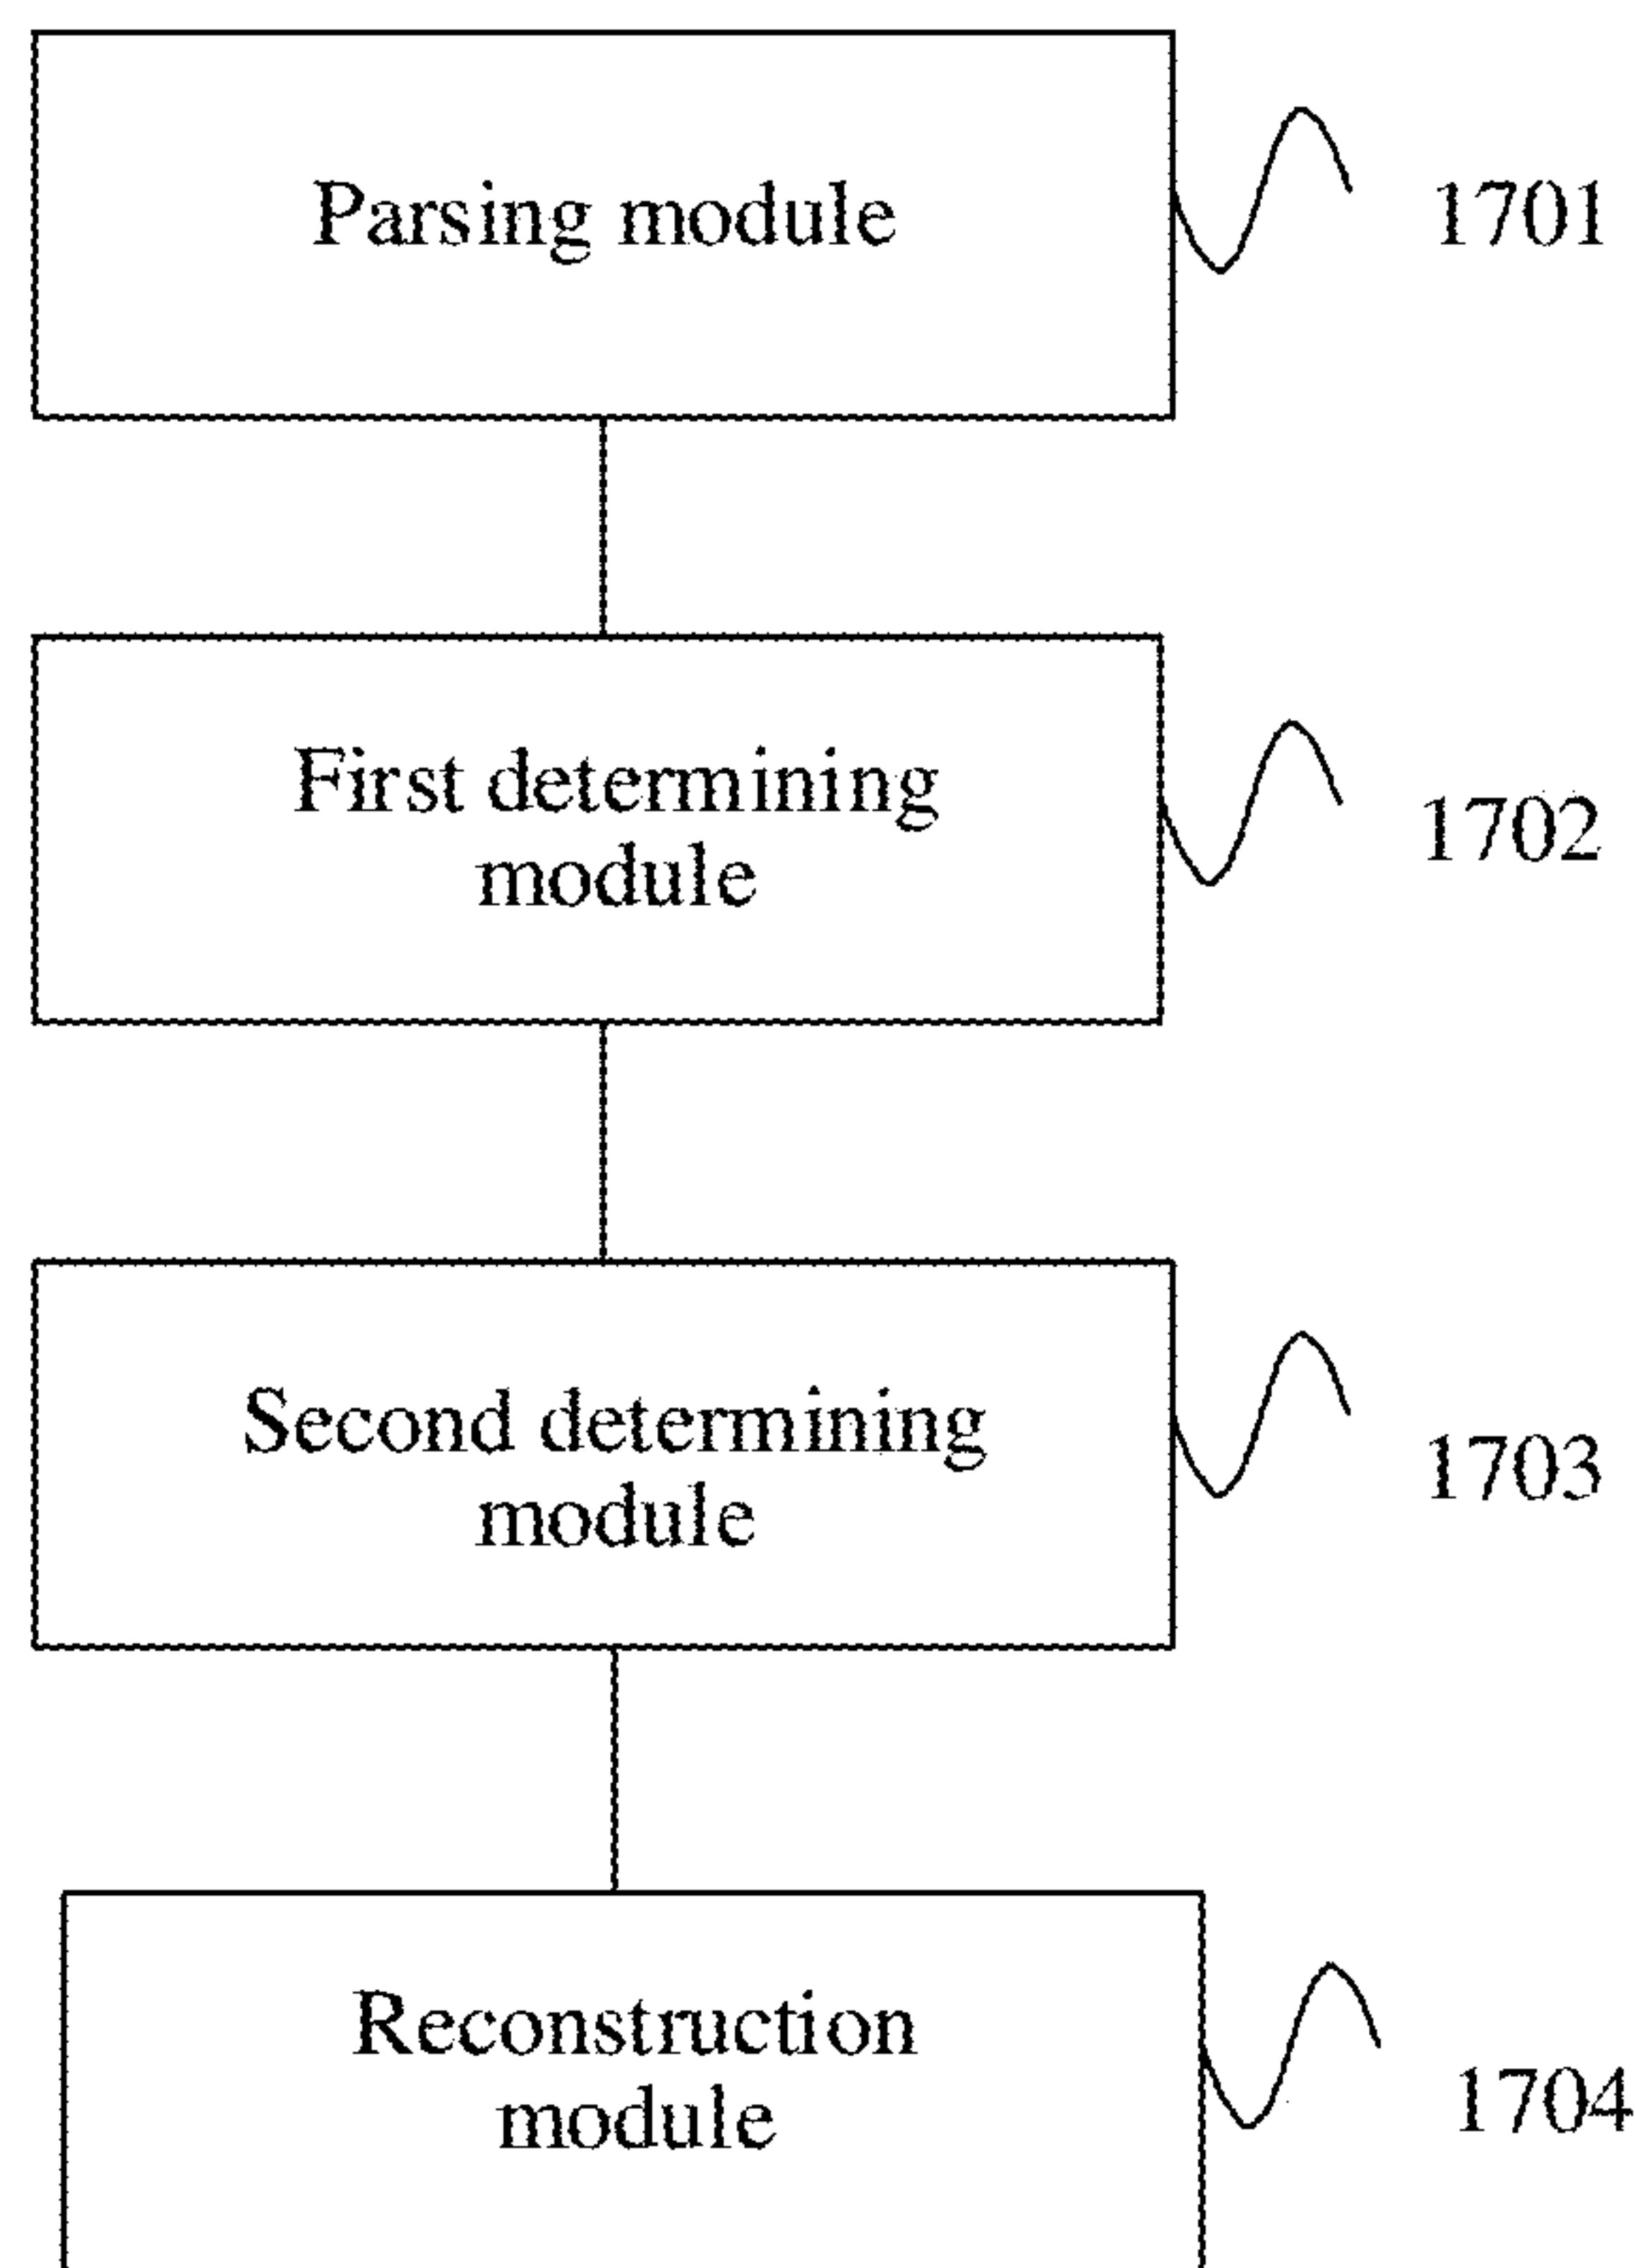 Parsing module
1701
First determining
module
1702
Second determining
module
1703
Reconstruction
module
1704